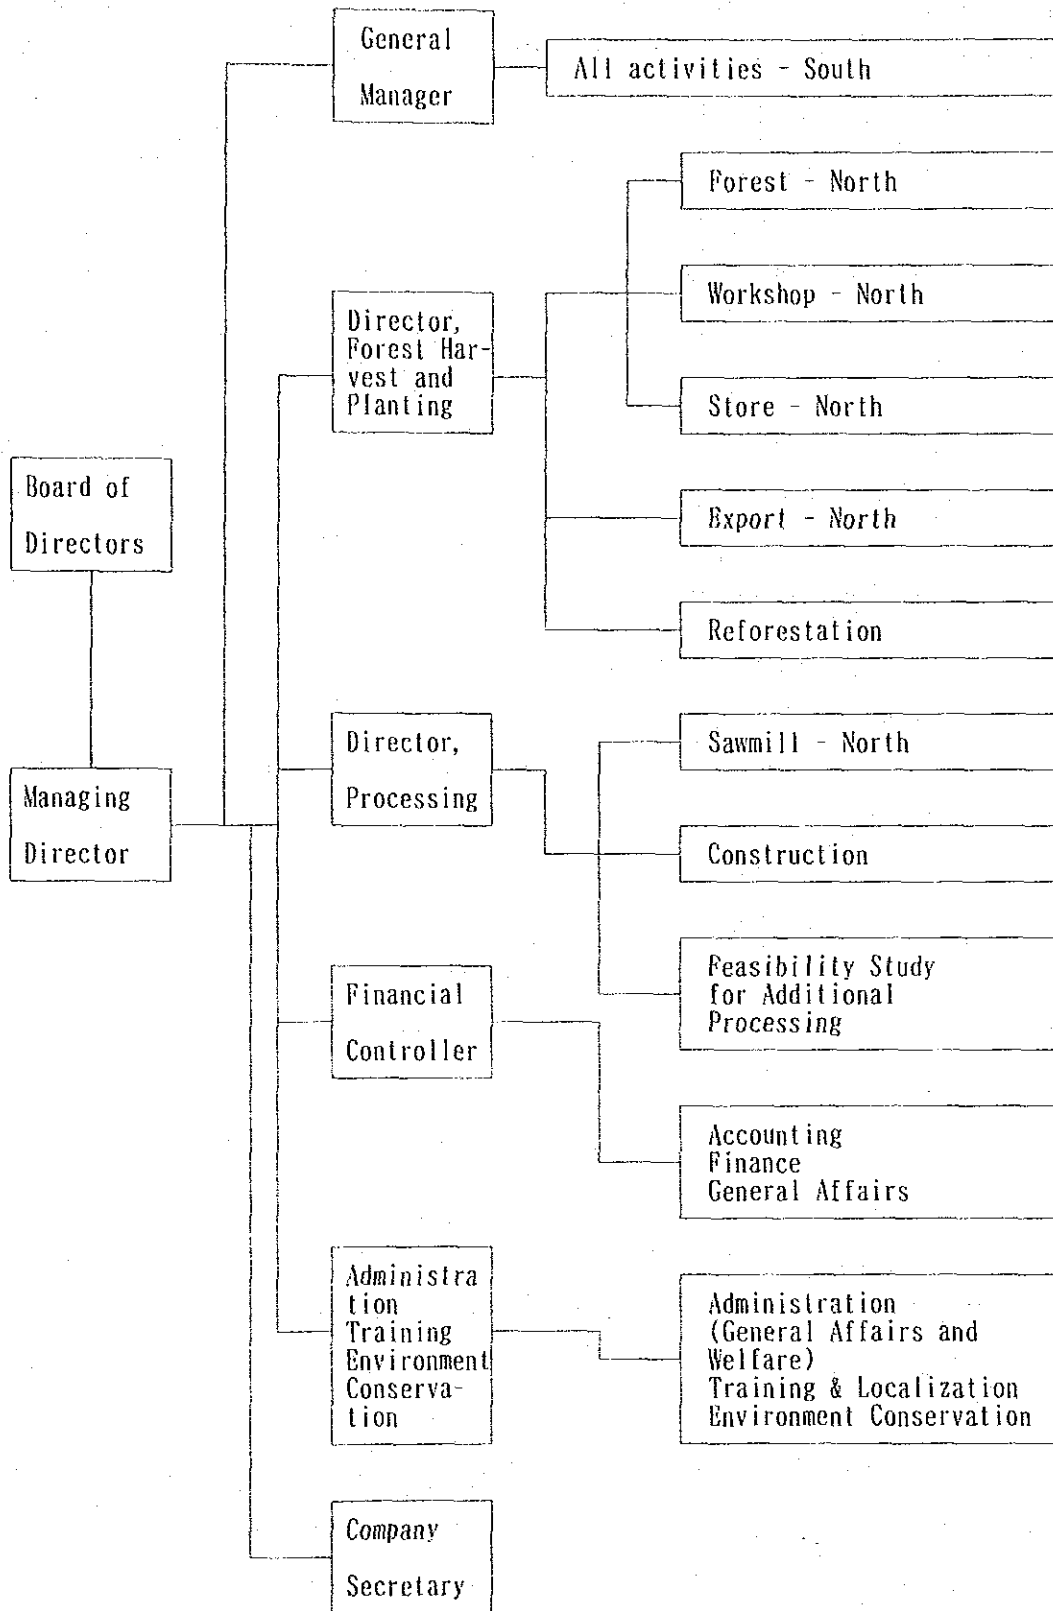 General
Manager
All activities - South
Forest - North
Workshop - North
Director,
Forest Har-
vest and
Planting
Store - North
Board of
Directors
Export - North
Reforestation
Director,
Processing
Sawmill - North
Managing
Director
Construction
Financial
Controller
Feasibility Study
for Additional
Processing
Accounting
Finance
General Affairs
Administra
tion
Training
Environment
Conserva-
tion
Administration
(General Affairs and
Welfare)
Training & Localization
Environment Conservation
Company
Secretary